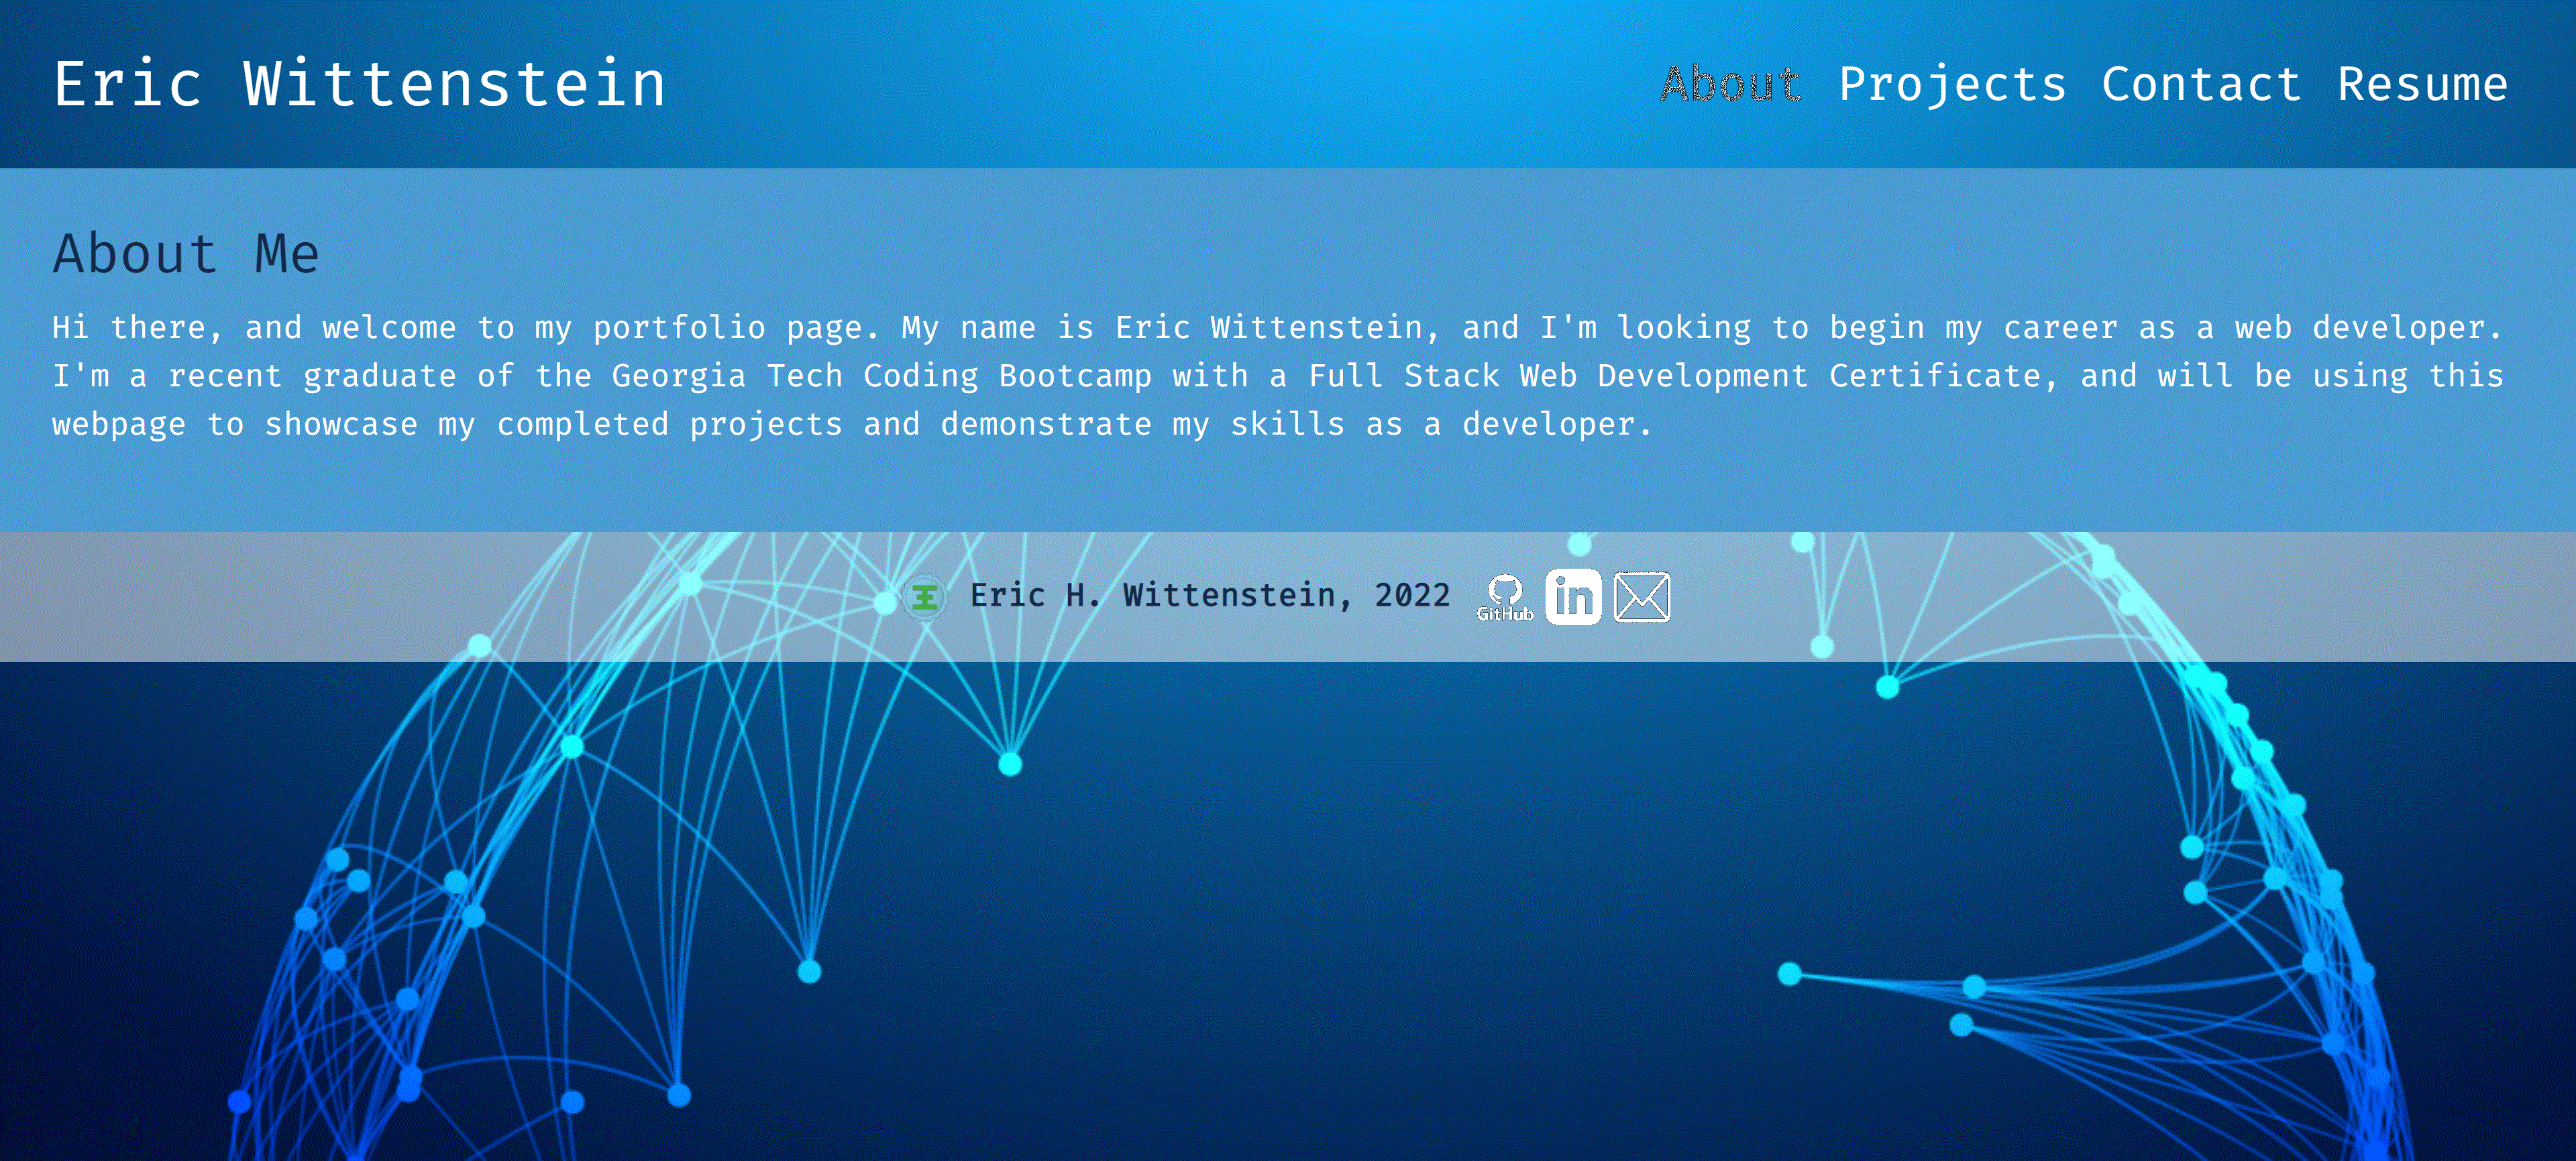 Eric Wittenstein
About Projects Contact Resume
About Me
Hi there, and welcome to my portfolio page. My name is Eric Wittenstein, and I'm looking to begin my career as a web developer.
I'm a recent graduate of the Georgia Tech Coding Bootcamp with a Full Stack Web Development Certificate, and will be using this
webpage to showcase my completed projects and demonstrate my skills as a developer.
Eric H. Wittenstein, 2022 GitHub in